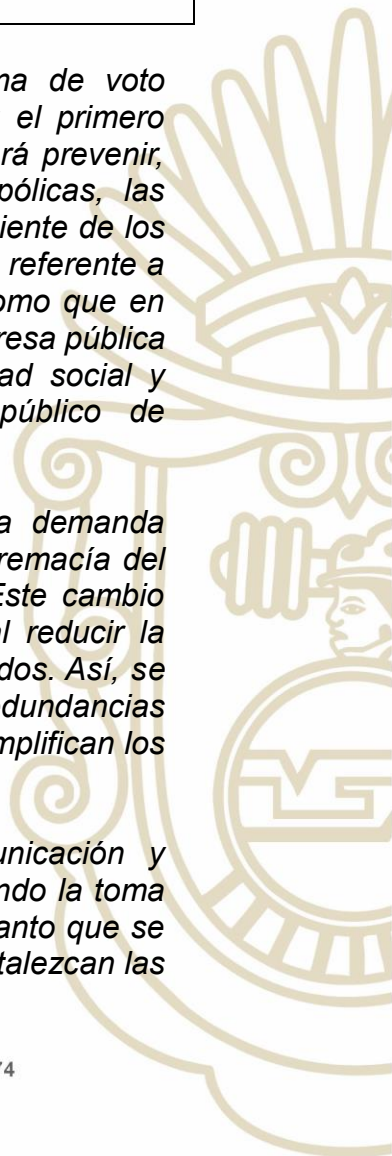 ma de voto
el primero
rá prevenir,
pólicas, las
iente de los
referente a
omo que en
resa pública
ad social y
público de
a demanda
remacía del
Este cambio
l reducir la
dos. Así, se
edundancias
mplifican los
unicación y
ndo la toma
anto que se
talezcan las
74